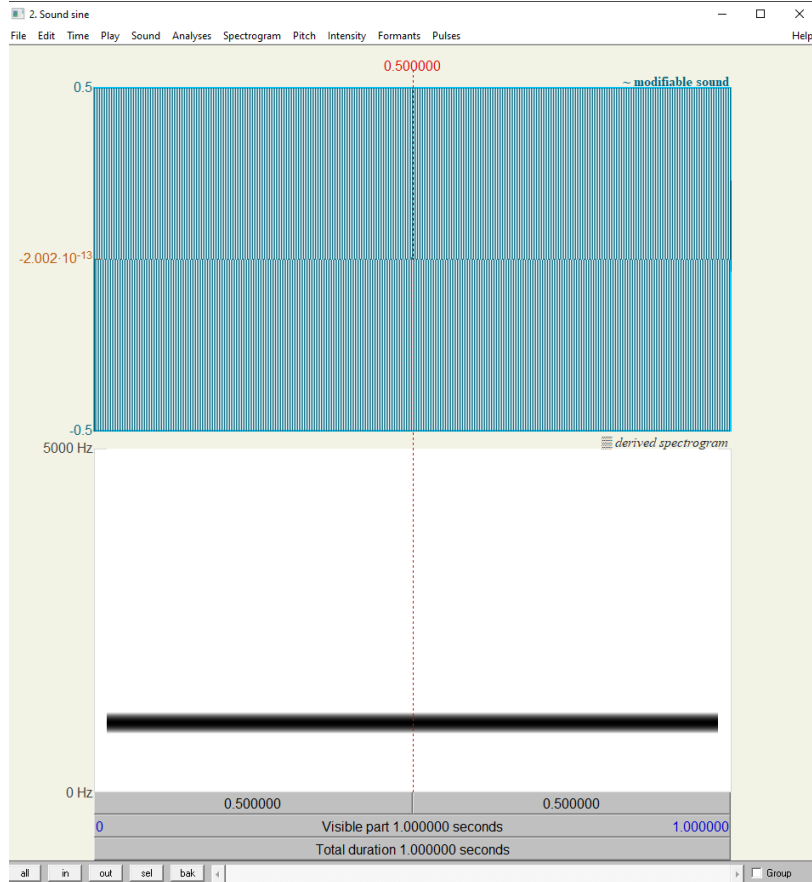 2. Sound sine
File Edit Time Play Sound Analyses Spectrogram Pitch Intensity Formants Pulses Help
0.500000
0.5
~ modifiable sound
-2.002·10-13
-0.5
derived spectrogram
5000 Hz
0 Hz
0.500000 0.500000
0 Visible part 1.000000 seconds 1.000000
Total duration 1.000000 seconds
all in out sel bak Group